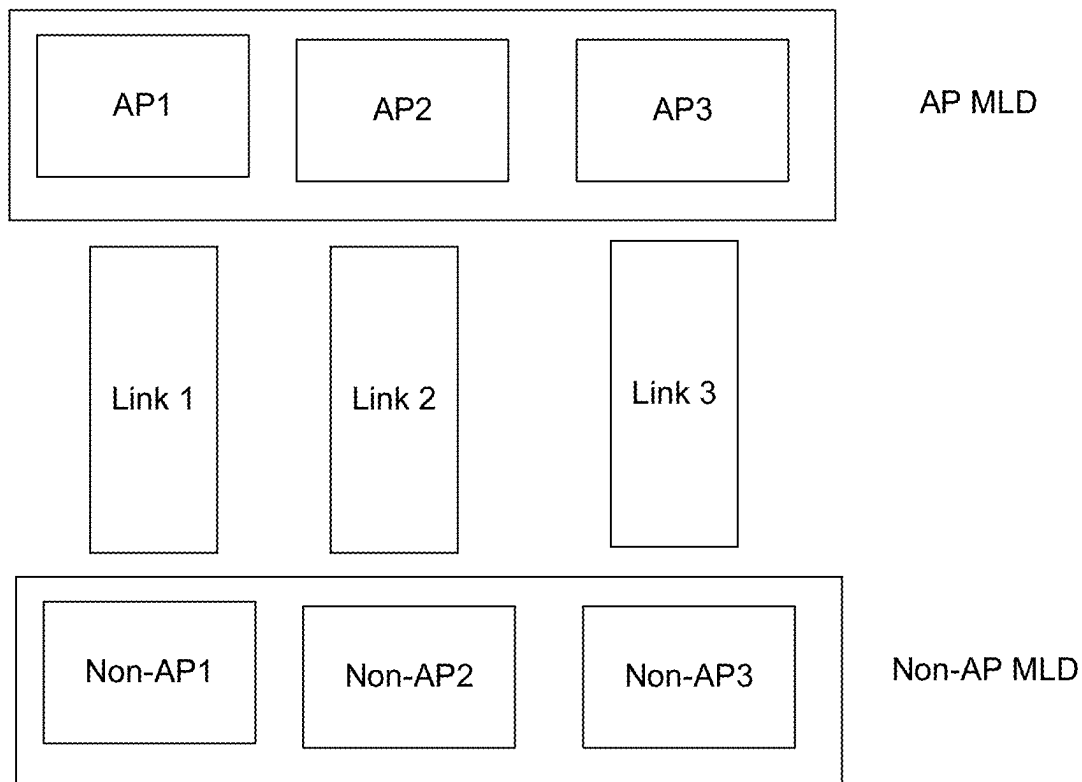 AP1
AP2
AP3
AP MLD
Link 1
Link 2
Link 3
Non-AP1
Non-AP2
Non-AP3
Non-AP MLD